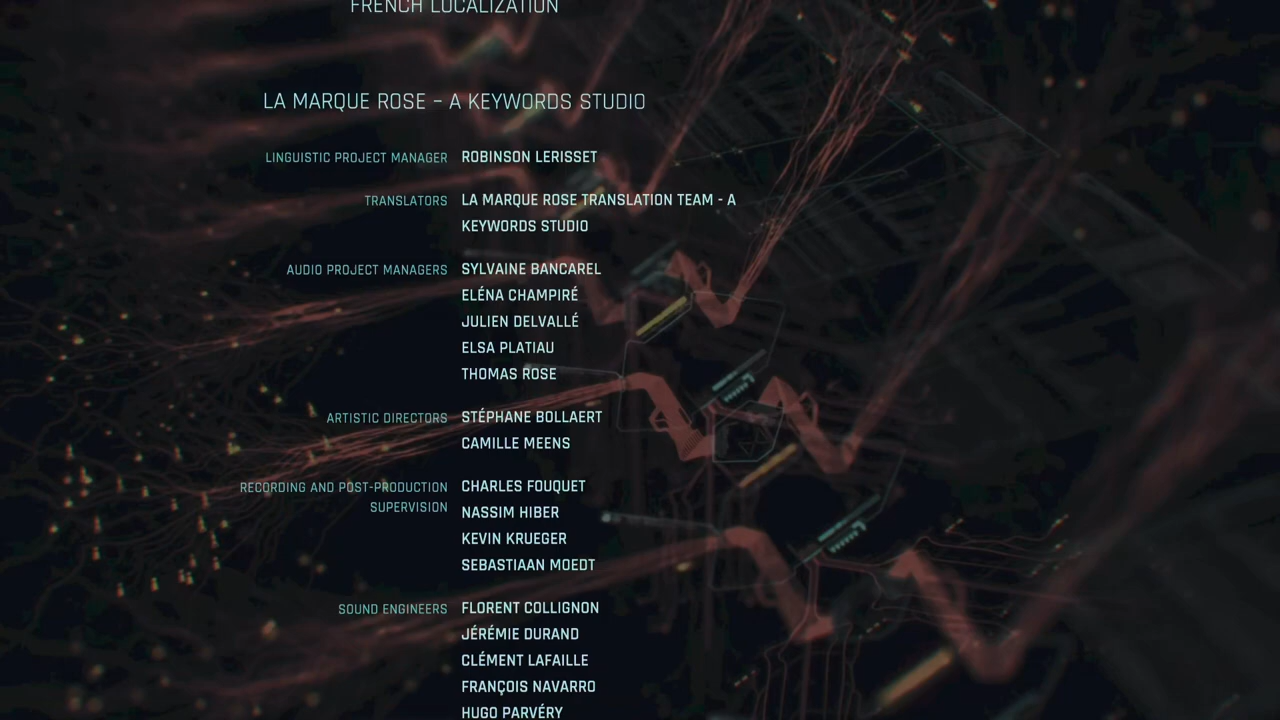 FRENCH LOCALIZATION
LA MARQUE ROSE – A KEYWORDS STUDIO
LINGUISTIC PROJECT MANAGER ROBINSON LERISSET
TRANSLATORS LA MARQUE ROSE TRANSLATION TEAM - A
KEYWORDS STUDIO
AUDIO PROJECT MANAGERS SYLVAINE BANCAREL
ELÉNA CHAMPIRÉ
JULIEN DELVALLÉ
ELSA PLATIAU
THOMAS ROSE
ARTISTIC DIRECTORS STÉPHANE BOLLAERT
CAMILLE MEENS
RECORDING AND POST-PRODUCTION CHARLES FOUQUET
SUPERVISION NASSIM HIBER
KEVIN KRUEGER
SEBASTIAAN MOEDT
SOUND ENGINEERS FLORENT COLLIGNON
JÉRÉMIE DURAND
CLÉMENT LAFAILLE
FRANÇOIS NAVARRO
HUGO PARVÉRY